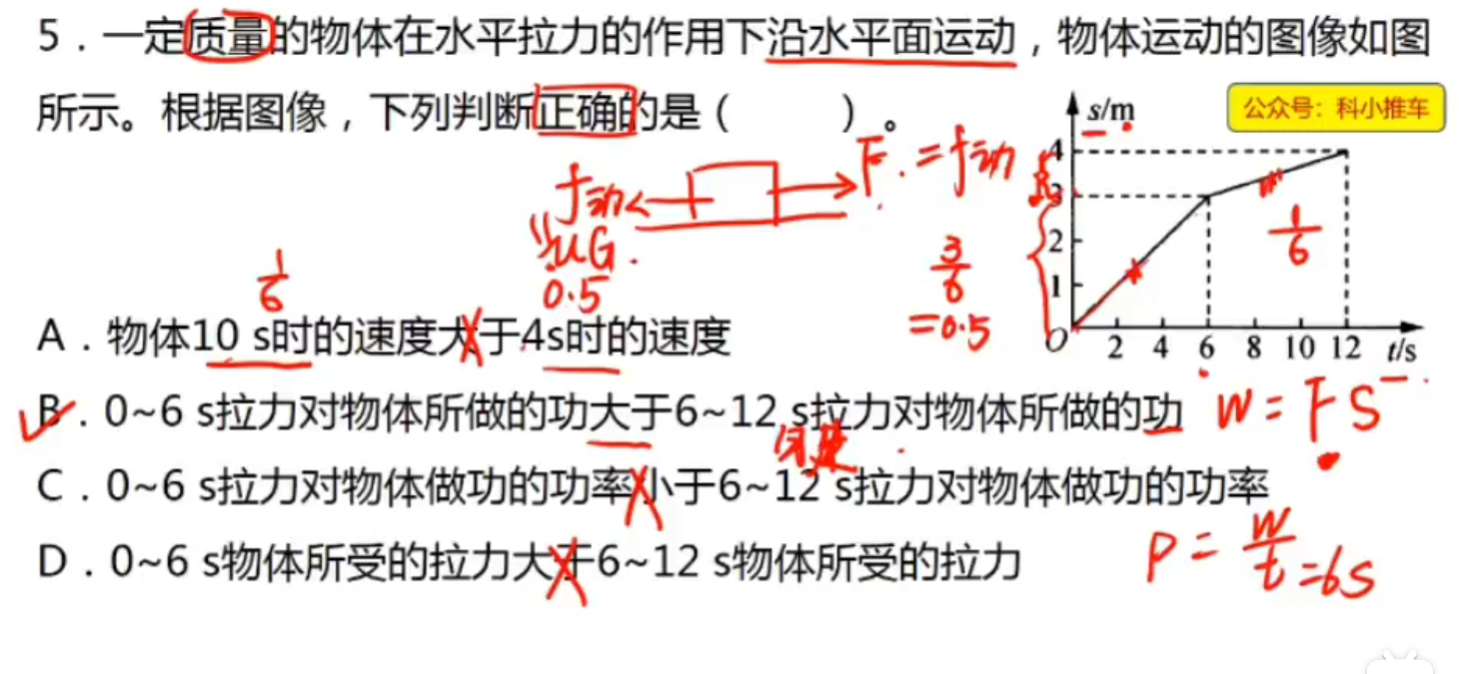 5．一定质量的物体在水平拉力的作用下沿水平面运动，物体运动的图像如图
所示。根据图像，下列判断正确的是（　　）。
公众号：科小推车
s/m
4
3
2
1
O
2 4 6 8 10 12 t/s
f动
F = f动
μG
0.5
3/6
=0.5
1/6
1/6
A．物体10 s时的速度大于4s时的速度
B．0~6 s拉力对物体所做的功大于6~12 s拉力对物体所做的功
W = FS
C．0~6 s拉力对物体做功的功率小于6~12 s拉力对物体做功的功率
D．0~6 s物体所受的拉力大于6~12 s物体所受的拉力
P = W/t =6s